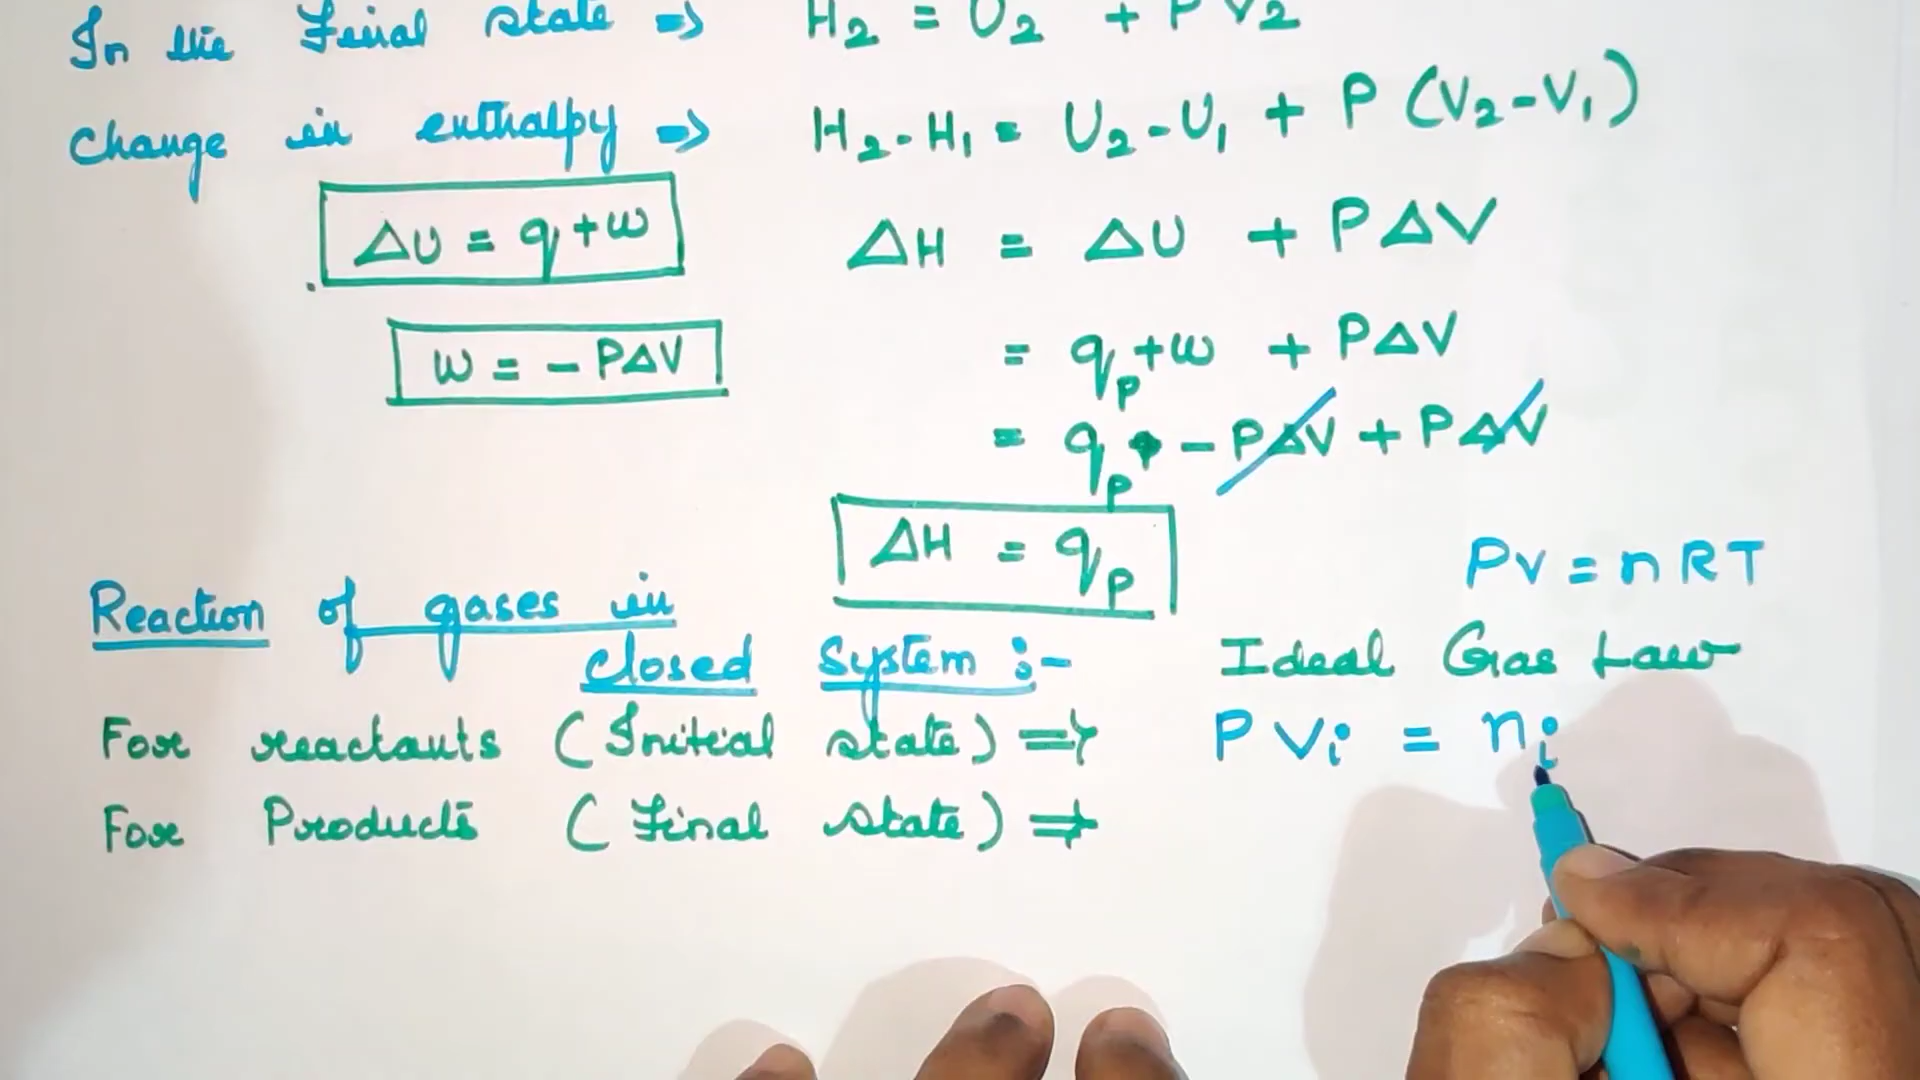 In the Final state => H₂ = U₂ + PV₂
Change in enthalpy => H₂-H₁ = U₂-U₁ + P (V₂-V₁)
ΔU = q+w
ΔH = ΔU + PΔV
w = - PΔV
= qₚ+w + PΔV
= qₚ - PΔV + PΔV
ΔH = qₚ
PV = nRT
Reaction of gases in
closed system :-
Ideal Gas Law
For reactants (Initial state) => PVᵢ = nᵢ
For Products (Final state) =>